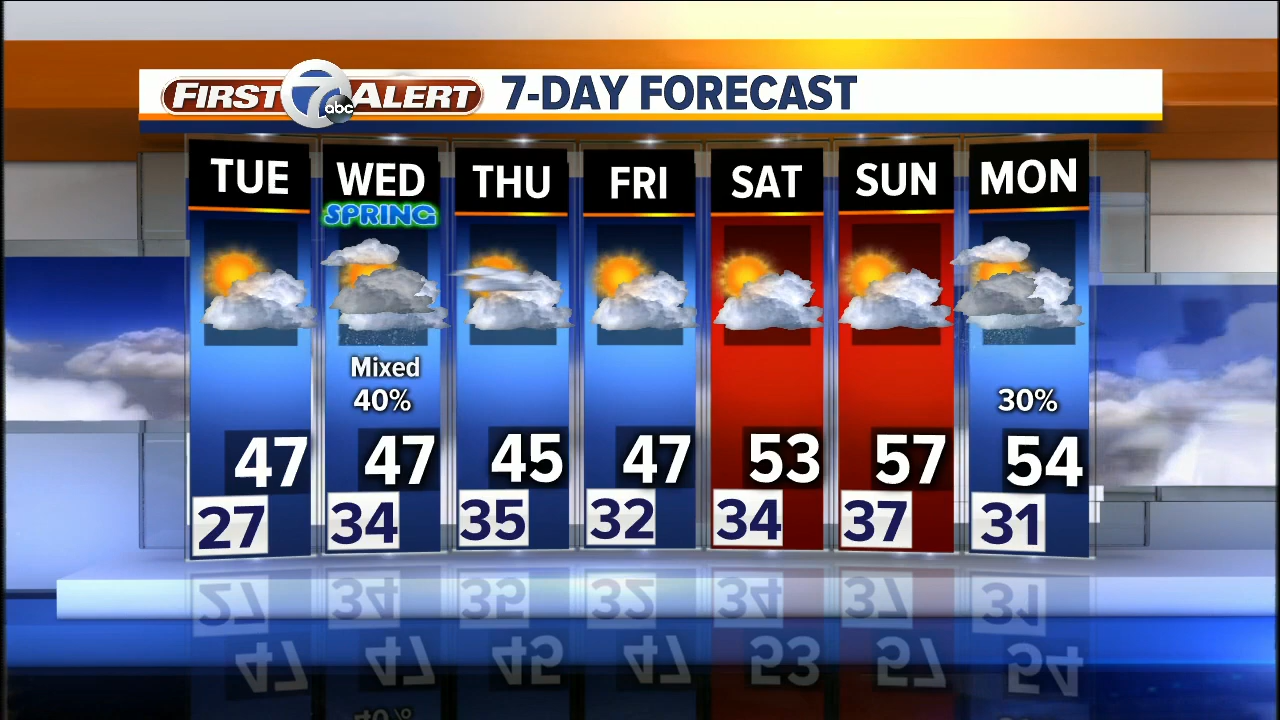 FIRST 7 abc ALERT 7-DAY FORECAST
TUE WED THU FRI SAT SUN MON
SPRING
Mixed
40% 30%
47 47 45 47 53 57 54
27 34 35 32 34 37 31